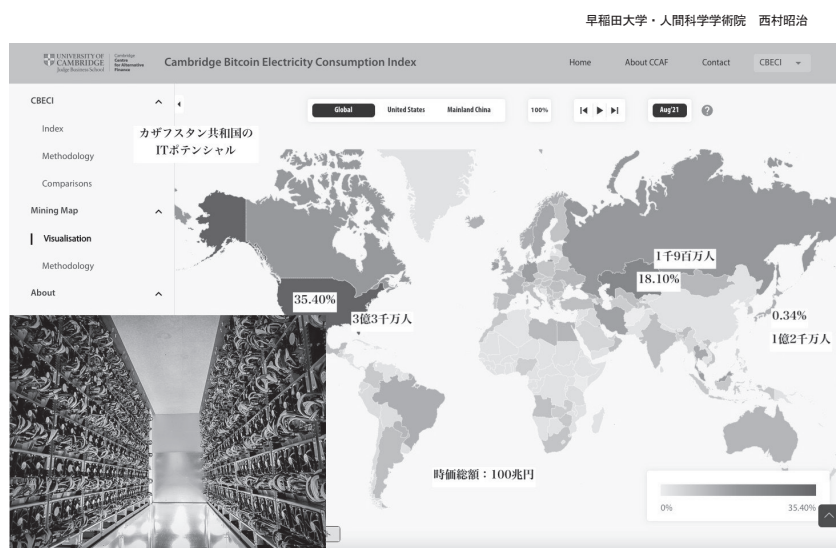 早稲田大学・人間科学学術院　西村昭治
UNIVERSITY OF
CAMBRIDGE
Judge Business School
Cambridge
Centre
for Alternative
Finance
Cambridge Bitcoin Electricity Consumption Index
Home
About CCAF
Contact
CBECI
CBECI
Index
Methodology
Comparisons
Mining Map
Visualisation
Methodology
About
Global
United States
Mainland China
100%
Aug'21
?
カザフスタン共和国の
ITポテンシャル
1千9百万人
18.10%
35.40%
3億3千万人
0.34%
1億2千万人
時価総額：100兆円
0%
35.40%